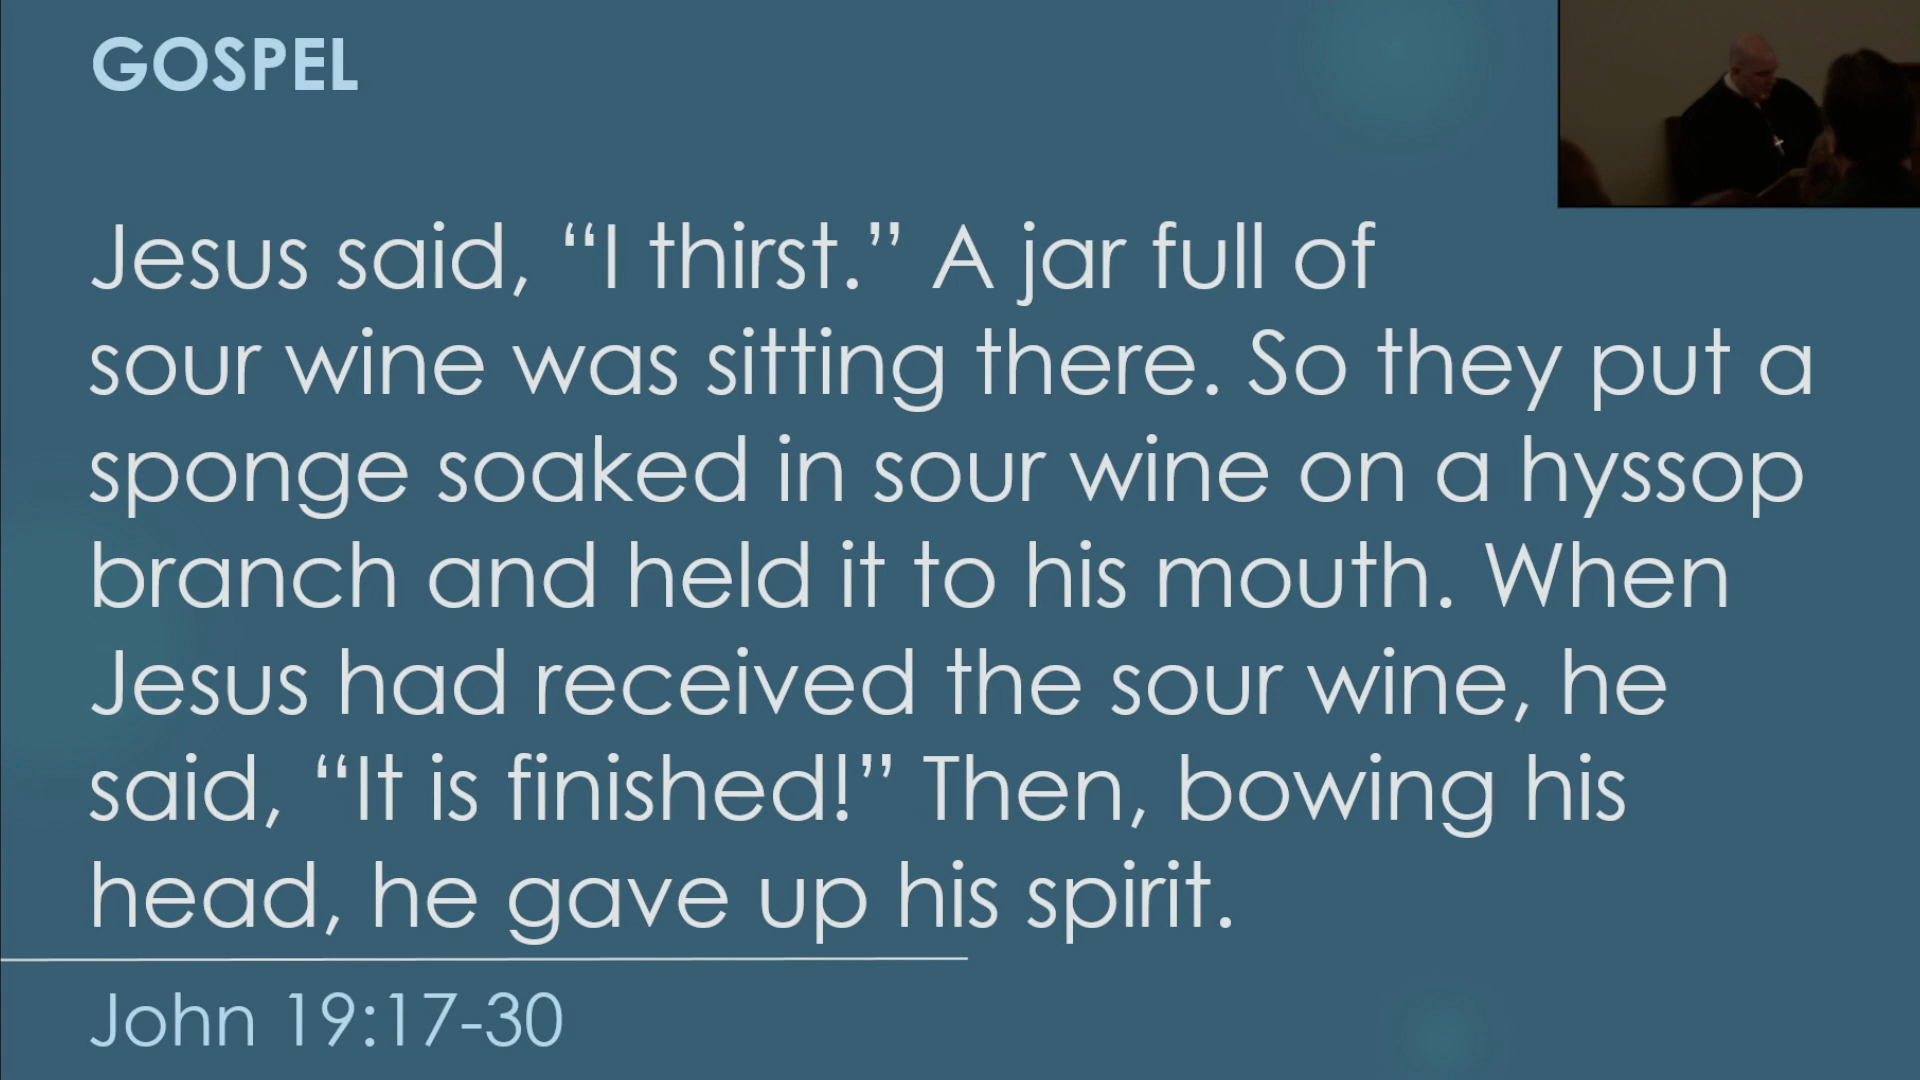 GOSPEL
Jesus said, “I thirst.” A jar full of
sour wine was sitting there. So they put a
sponge soaked in sour wine on a hyssop
branch and held it to his mouth. When
Jesus had received the sour wine, he
said, “It is finished!” Then, bowing his
head, he gave up his spirit.
John 19:17-30